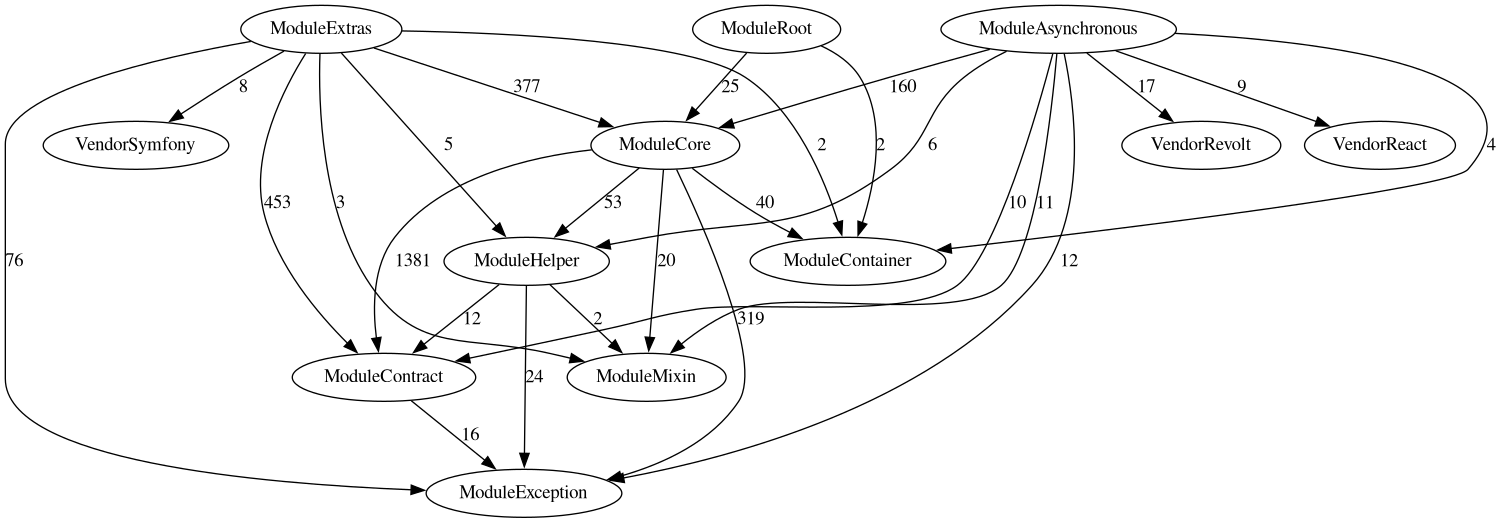 ModuleExtras
ModuleRoot
ModuleAsynchronous
8
377
25
160
17
9
VendorSymfony
ModuleCore
VendorRevolt
VendorReact
5
2
2
6
4
453
3
53
40
10
11
76
1381
ModuleHelper
20
ModuleContainer
12
12
2
319
ModuleContract
24
ModuleMixin
16
ModuleException